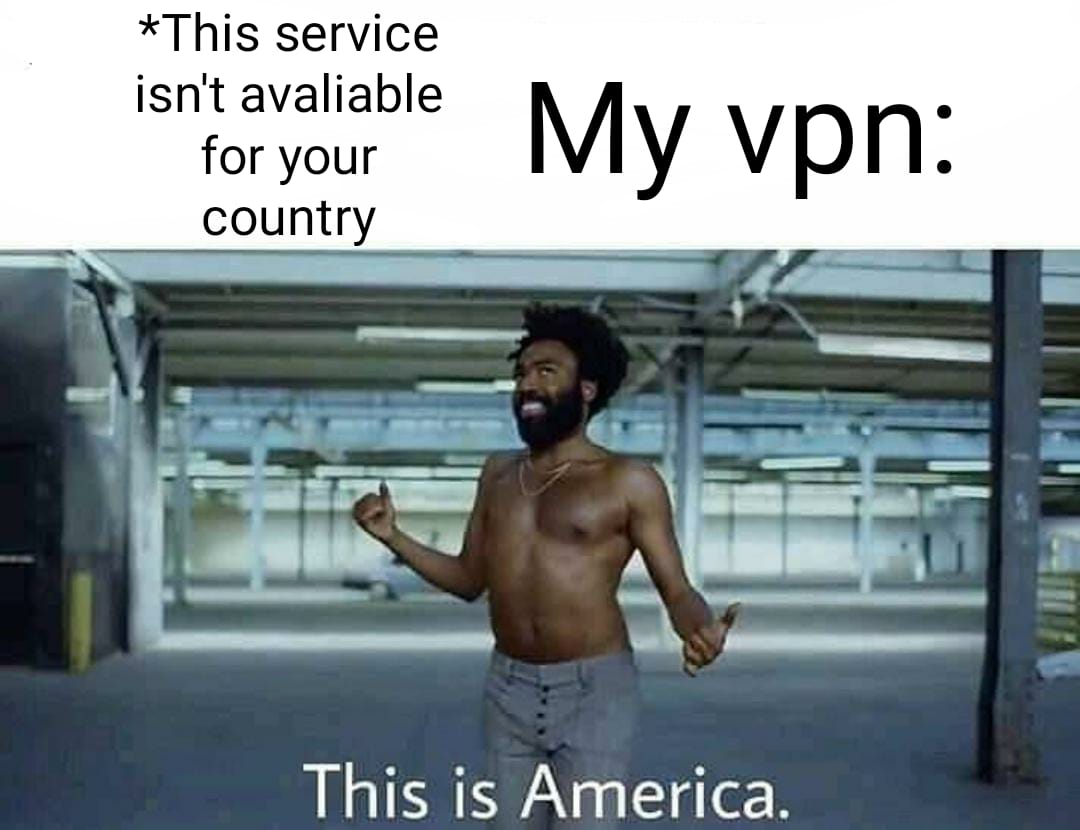 *This service
isn't avaliable
for your
country
My vpn:
This is America.